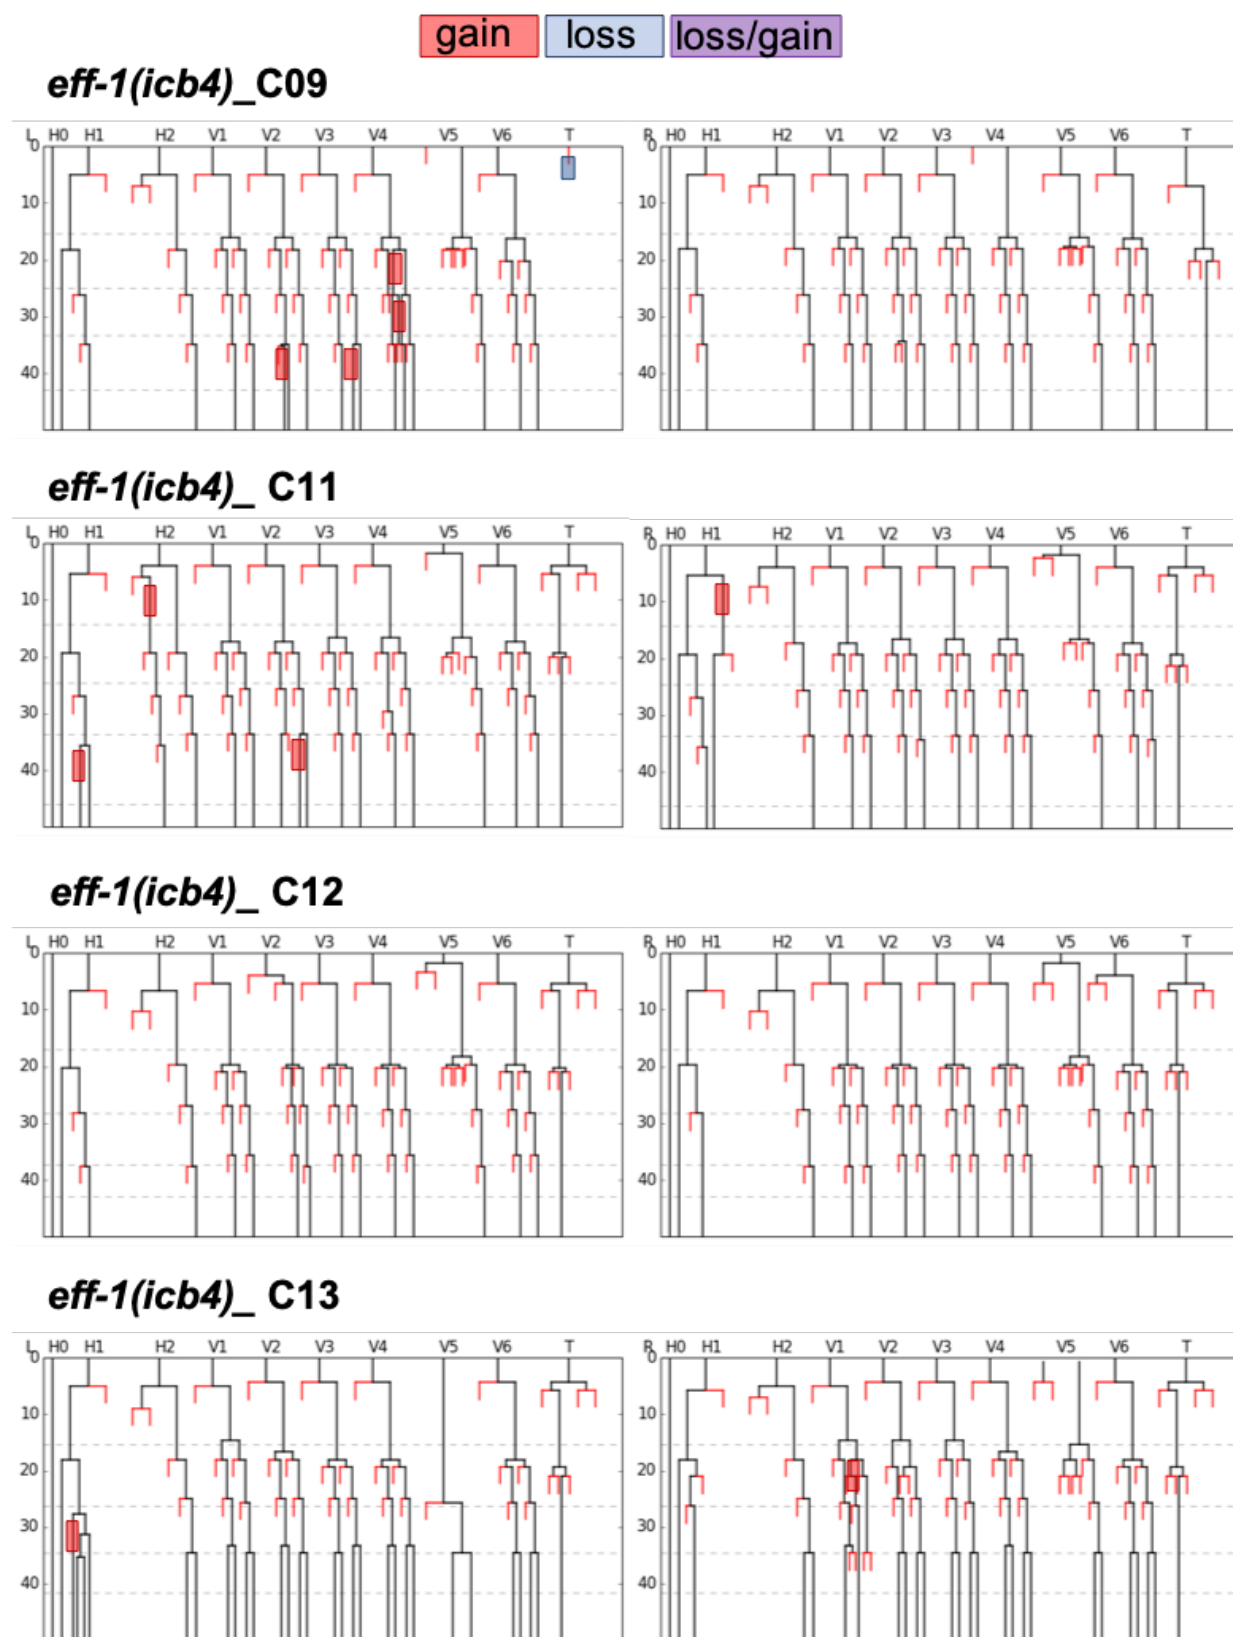 gain loss loss/gain
eff-1(icb4)_C09
L H0 H1 H2 V1 V2 V3 V4 V5 V6 T R H0 H1 H2 V1 V2 V3 V4 V5 V6 T
0 0
10 10
20 20
30 30
40 40
eff-1(icb4)_ C11
L H0 H1 H2 V1 V2 V3 V4 V5 V6 T R H0 H1 H2 V1 V2 V3 V4 V5 V6 T
0 0
10 10
20 20
30 30
40 40
eff-1(icb4)_ C12
L H0 H1 H2 V1 V2 V3 V4 V5 V6 T R H0 H1 H2 V1 V2 V3 V4 V5 V6 T
0 0
10 10
20 20
30 30
40 40
eff-1(icb4)_ C13
L H0 H1 H2 V1 V2 V3 V4 V5 V6 T R H0 H1 H2 V1 V2 V3 V4 V5 V6 T
0 0
10 10
20 20
30 30
40 40